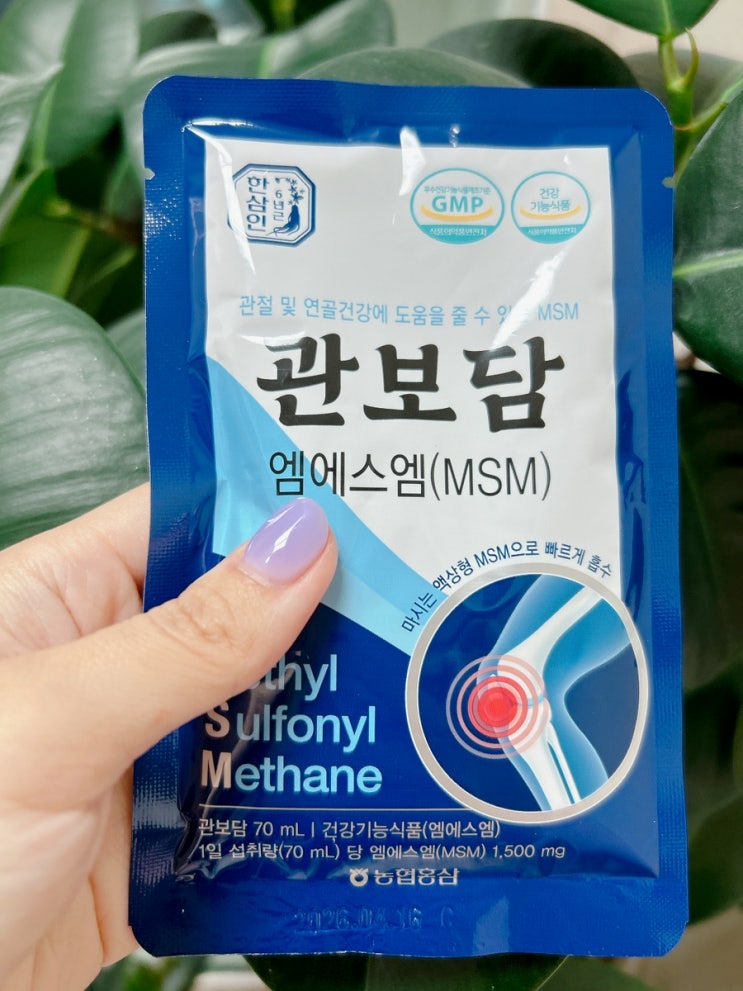 한삼인
6년근
우수건강기능식품제조기준
GMP
식품의약품안전처
건강
기능식품
식품의약품안전처
관절 및 연골건강에 도움을 줄 수 있 MSM
관보담
엠에스엠(MSM)
마시는 액상형 MSM으로 빠르게 흡수
thyl
Sulfonyl
Methane
관보담 70 mL | 건강기능식품(엠에스엠)
1일 섭취량(70 mL) 당 엠에스엠(MSM) 1,500 mg
농협홍삼
2026.04.16